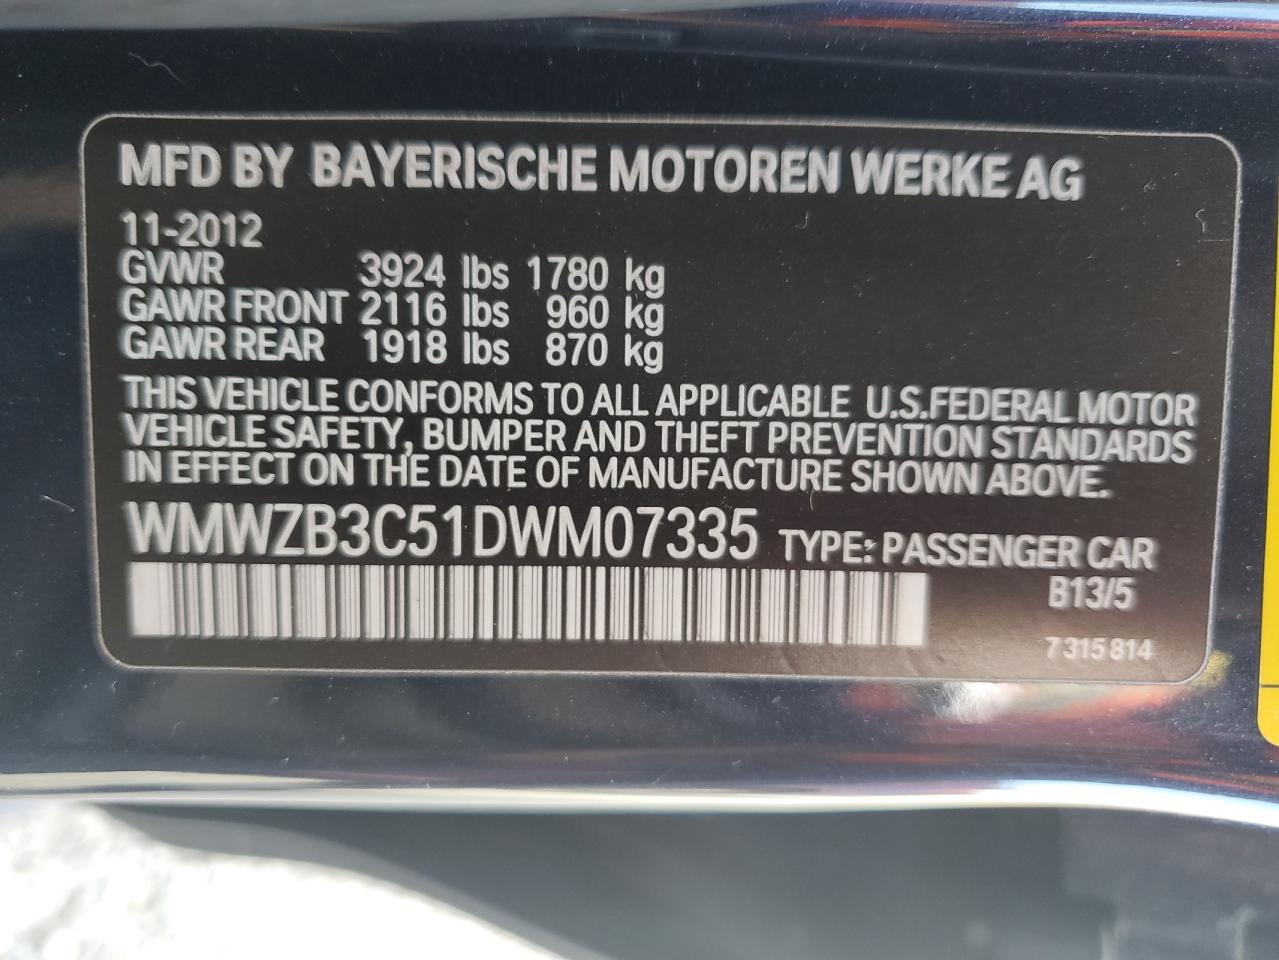 MFD BY BAYERISCHE MOTOREN WERKE AG
11-2012
GVWR 3924 lbs 1780 kg
GAWR FRONT 2116 lbs 960 kg
GAWR REAR 1918 lbs 870 kg
THIS VEHICLE CONFORMS TO ALL APPLICABLE U.S.FEDERAL MOTOR
VEHICLE SAFETY, BUMPER AND THEFT PREVENTION STANDARDS
IN EFFECT ON THE DATE OF MANUFACTURE SHOWN ABOVE.
WMWZB3C51DWM07335 TYPE: PASSENGER CAR
B13/5
7 315 814